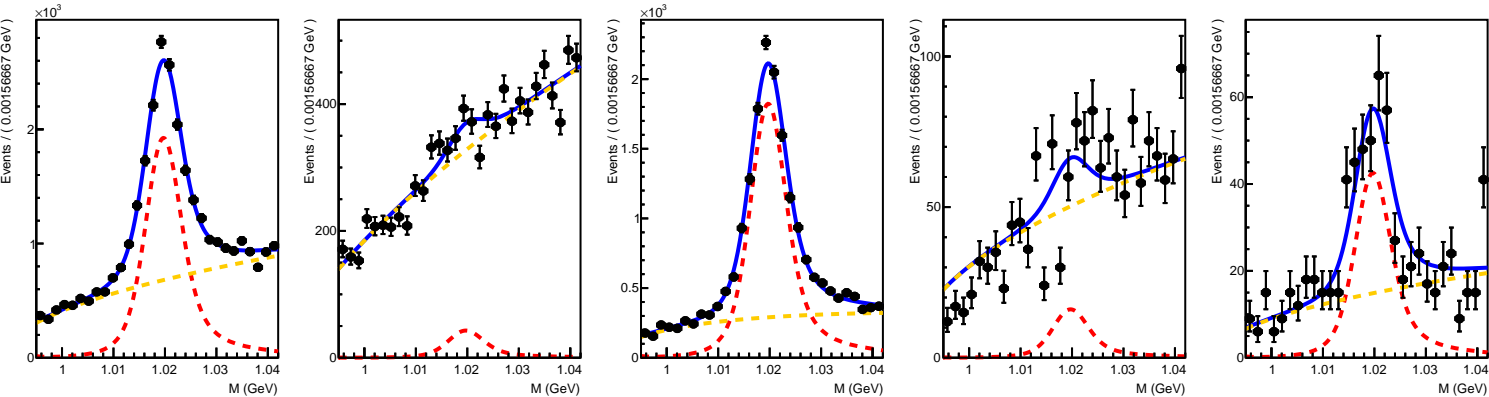 ×10³
Events / ( 0.00156667 GeV )
2
1
0
1 1.01 1.02 1.03 1.04
M (GeV)
Events / ( 0.00156667 GeV )
400
200
0
1 1.01 1.02 1.03 1.04
M (GeV)
×10³
Events / ( 0.00156667 GeV )
2
1.5
1
0.5
0
1 1.01 1.02 1.03 1.04
M (GeV)
Events / ( 0.00156667 GeV )
100
50
0
1 1.01 1.02 1.03 1.04
M (GeV)
Events / ( 0.00156667 GeV )
60
40
20
0
1 1.01 1.02 1.03 1.04
M (GeV)